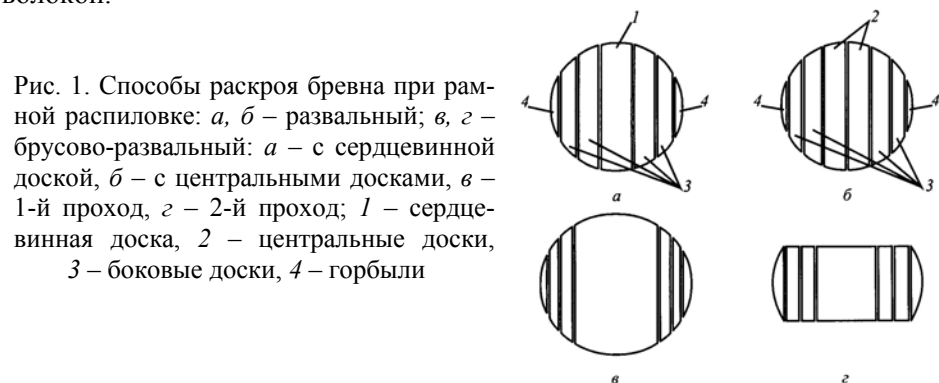 волокон.
Рис. 1. Способы раскроя бревна при рам-
ной распиловке: а, б – развальный; в, г –
брусово-развальный: а – с сердцевинной
доской, б – с центральными досками, в –
1-й проход, г – 2-й проход; 1 – сердце-
винная доска, 2 – центральные доски,
3 – боковые доски, 4 – горбыли
1
2
4
4
4
4
3
3
а
б
в
г